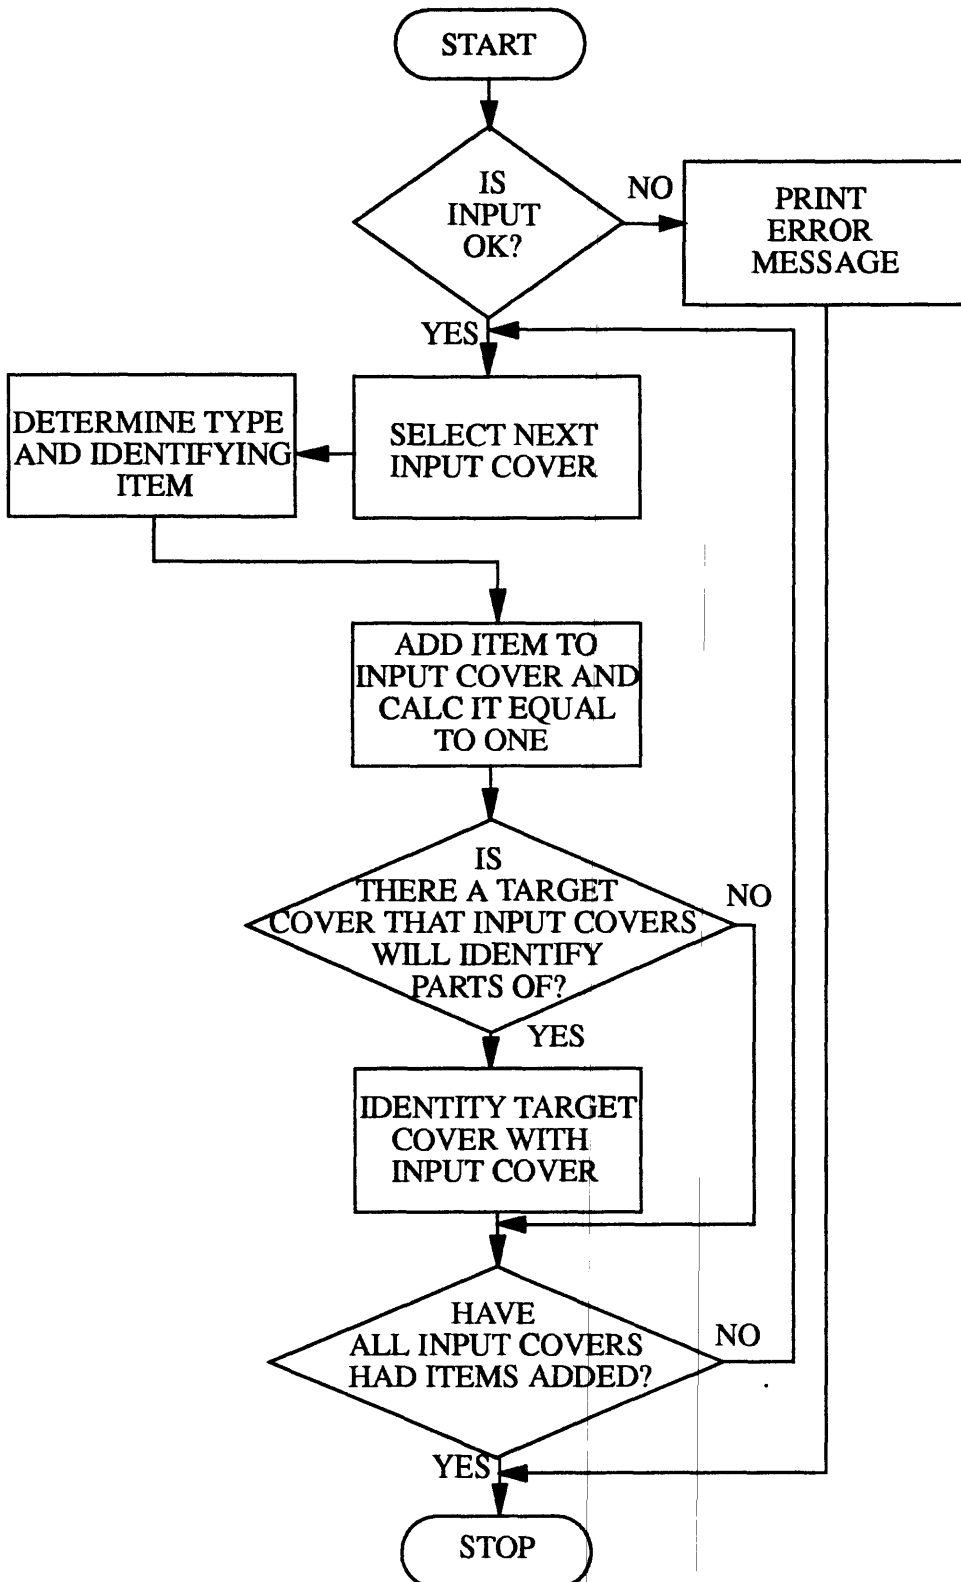 START
IS
INPUT
OK?
NO
PRINT
ERROR
MESSAGE
YES
SELECT NEXT
INPUT COVER
DETERMINE TYPE
AND IDENTIFYING
ITEM
ADD ITEM TO
INPUT COVER AND
CALC IT EQUAL
TO ONE
IS
THERE A TARGET
COVER THAT INPUT COVERS
WILL IDENTIFY
PARTS OF?
NO
YES
IDENTITY TARGET
COVER WITH
INPUT COVER
HAVE
ALL INPUT COVERS
HAD ITEMS ADDED?
NO
YES
STOP